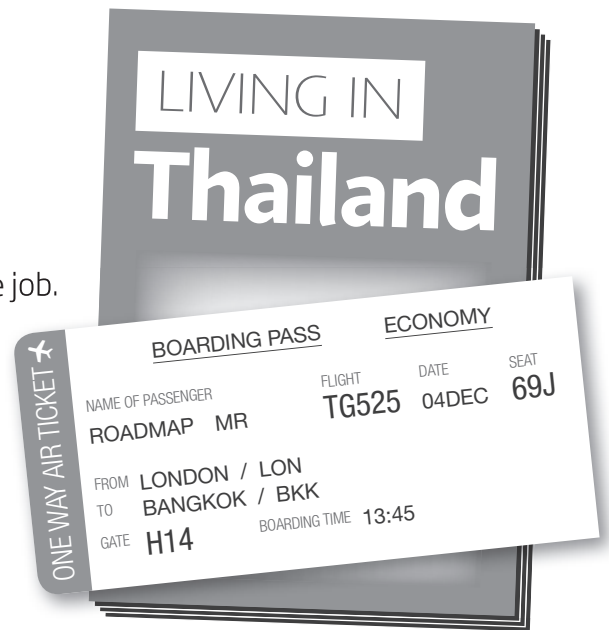 LIVING IN
Thailand
job.
BOARDING PASS ECONOMY
ONE WAY AIR TICKET
NAME OF PASSENGER FLIGHT DATE SEAT
ROADMAP MR TG525 04DEC 69J
FROM LONDON / LON
TO BANGKOK / BKK
GATE H14 BOARDING TIME 13:45